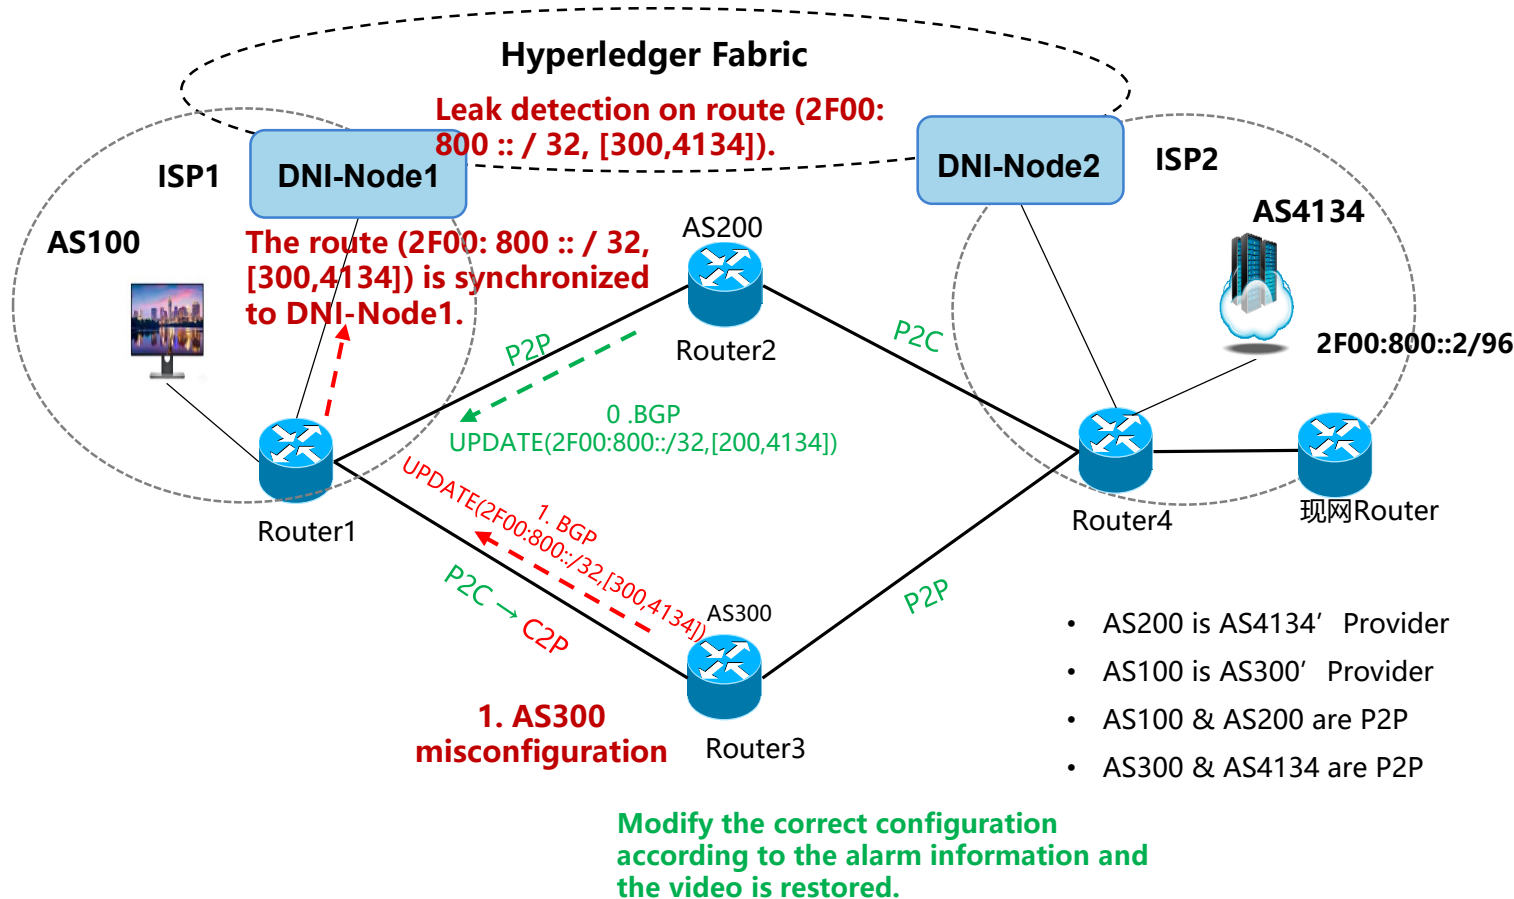 Hyperledger Fabric
Leak detection on route (2F00:
800 :: / 32, [300,4134]).
DNI-Node1
DNI-Node2
ISP1
ISP2
AS100
AS4134
The route (2F00: 800 :: / 32,
[300,4134]) is synchronized
to DNI-Node1.
AS200
Router2
P2P
P2C
2F00:800::2/96
0 .BGP
UPDATE(2F00:800::/32,[200,4134])
Router1
1. BGP
UPDATE(2F00:800::/32,[300,4134])
Router4
现网Router
P2C → C2P
P2P
AS300
Router3
1. AS300
misconfiguration
• AS200 is AS4134’ Provider
• AS100 is AS300’ Provider
• AS100 & AS200 are P2P
• AS300 & AS4134 are P2P
Modify the correct configuration
according to the alarm information and
the video is restored.